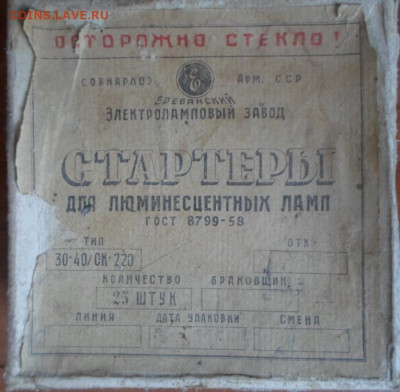 COINS.LAVE.RU
ОСТОРОЖНО СТЕКЛО!
СОВНАРХОЗ Е АРМ. ССР
ЕРЕВАНСКИЙ
ЭЛЕКТРОЛАМПОВЫЙ ЗАВОД
СТАРТЕРЫ
ДЛЯ ЛЮМИНЕСЦЕНТНЫХ ЛАМП
ГОСТ 8799-58
ТИП ОТК
30-40/СК-220
КОЛИЧЕСТВО БРАКОВЩИК
25 ШТУК
ЛИНИЯ ДАТА УПАКОВКИ СМЕНА